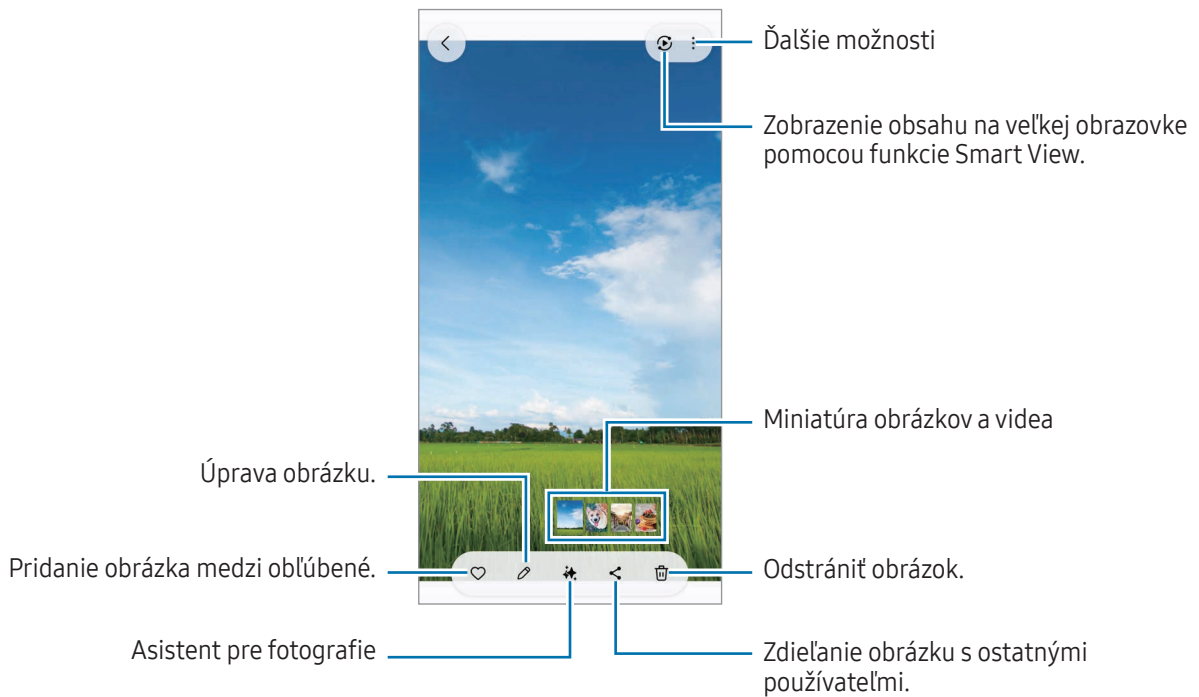 Ďalšie možnosti
Zobrazenie obsahu na veľkej obrazovke
pomocou funkcie Smart View.
Miniatúra obrázkov a videa
Úprava obrázku.
Pridanie obrázka medzi obľúbené.
Odstrániť obrázok.
Asistent pre fotografie
Zdieľanie obrázku s ostatnými
používateľmi.